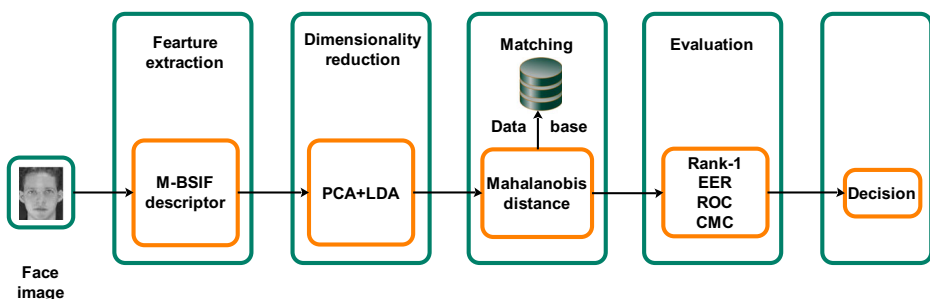 Fearture
extraction
Dimensionality
reduction
Matching
Evaluation
Data base
M-BSIF
descriptor
PCA+LDA
Mahalanobis
distance
Rank-1
EER
ROC
CMC
Decision
Face
image